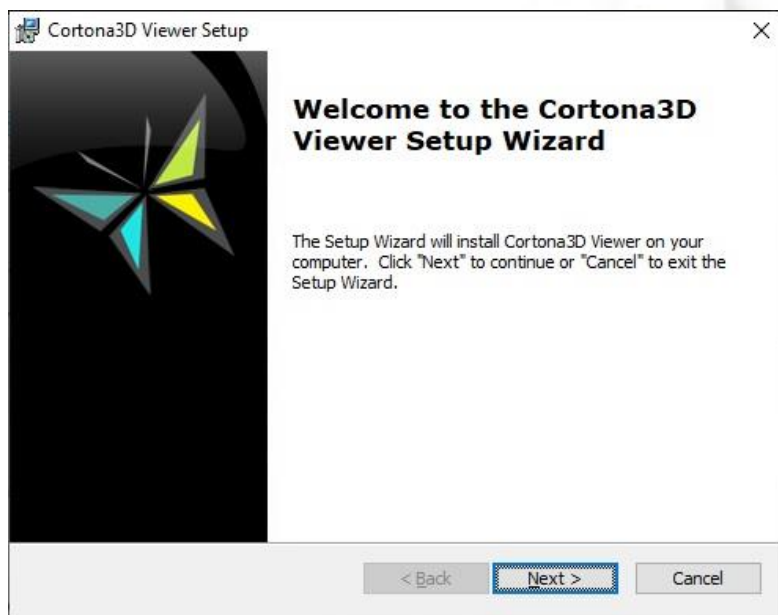 Cortona3D Viewer Setup
Welcome to the Cortona3D
Viewer Setup Wizard
The Setup Wizard will install Cortona3D Viewer on your
computer. Click "Next" to continue or "Cancel" to exit the
Setup Wizard.
< Back Next > Cancel